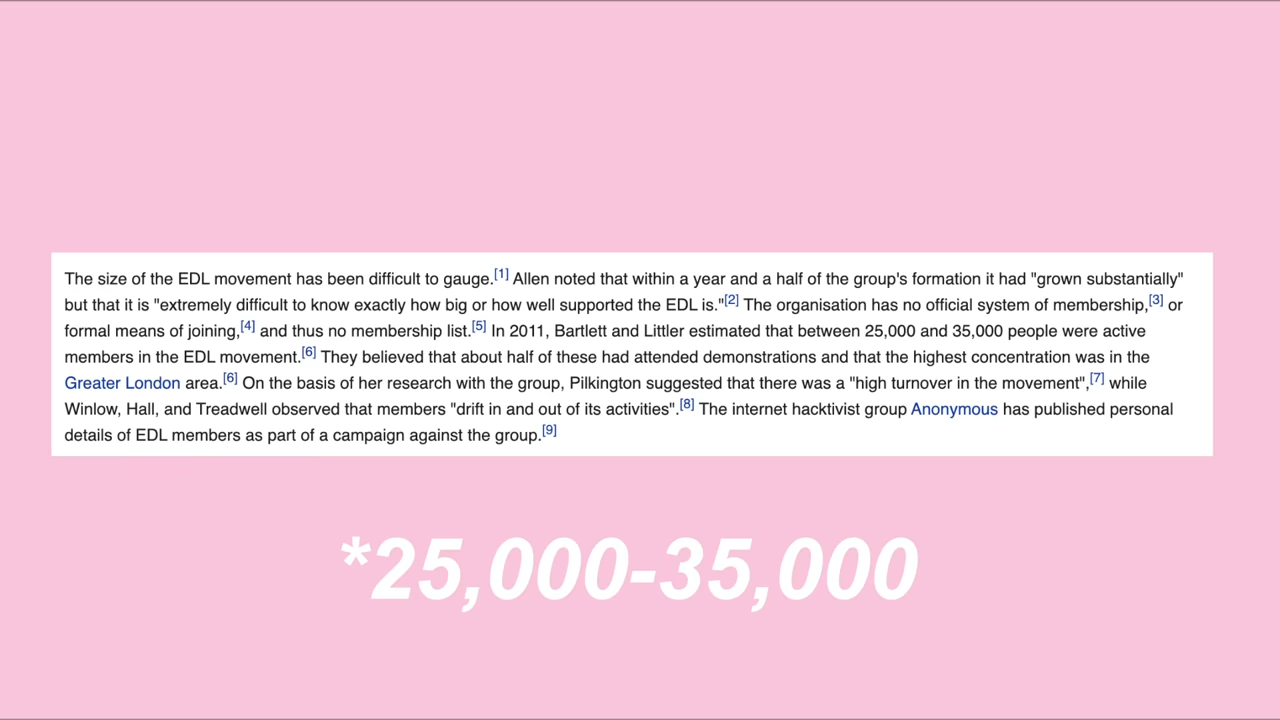 The size of the EDL movement has been difficult to gauge.[1] Allen noted that within a year and a half of the group's formation it had "grown substantially"
but that it is "extremely difficult to know exactly how big or how well supported the EDL is."[2] The organisation has no official system of membership,[3] or
formal means of joining,[4] and thus no membership list.[5] In 2011, Bartlett and Littler estimated that between 25,000 and 35,000 people were active
members in the EDL movement.[6] They believed that about half of these had attended demonstrations and that the highest concentration was in the
Greater London area.[6] On the basis of her research with the group, Pilkington suggested that there was a "high turnover in the movement",[7] while
Winlow, Hall, and Treadwell observed that members "drift in and out of its activities".[8] The internet hacktivist group Anonymous has published personal
details of EDL members as part of a campaign against the group.[9]
*25,000-35,000